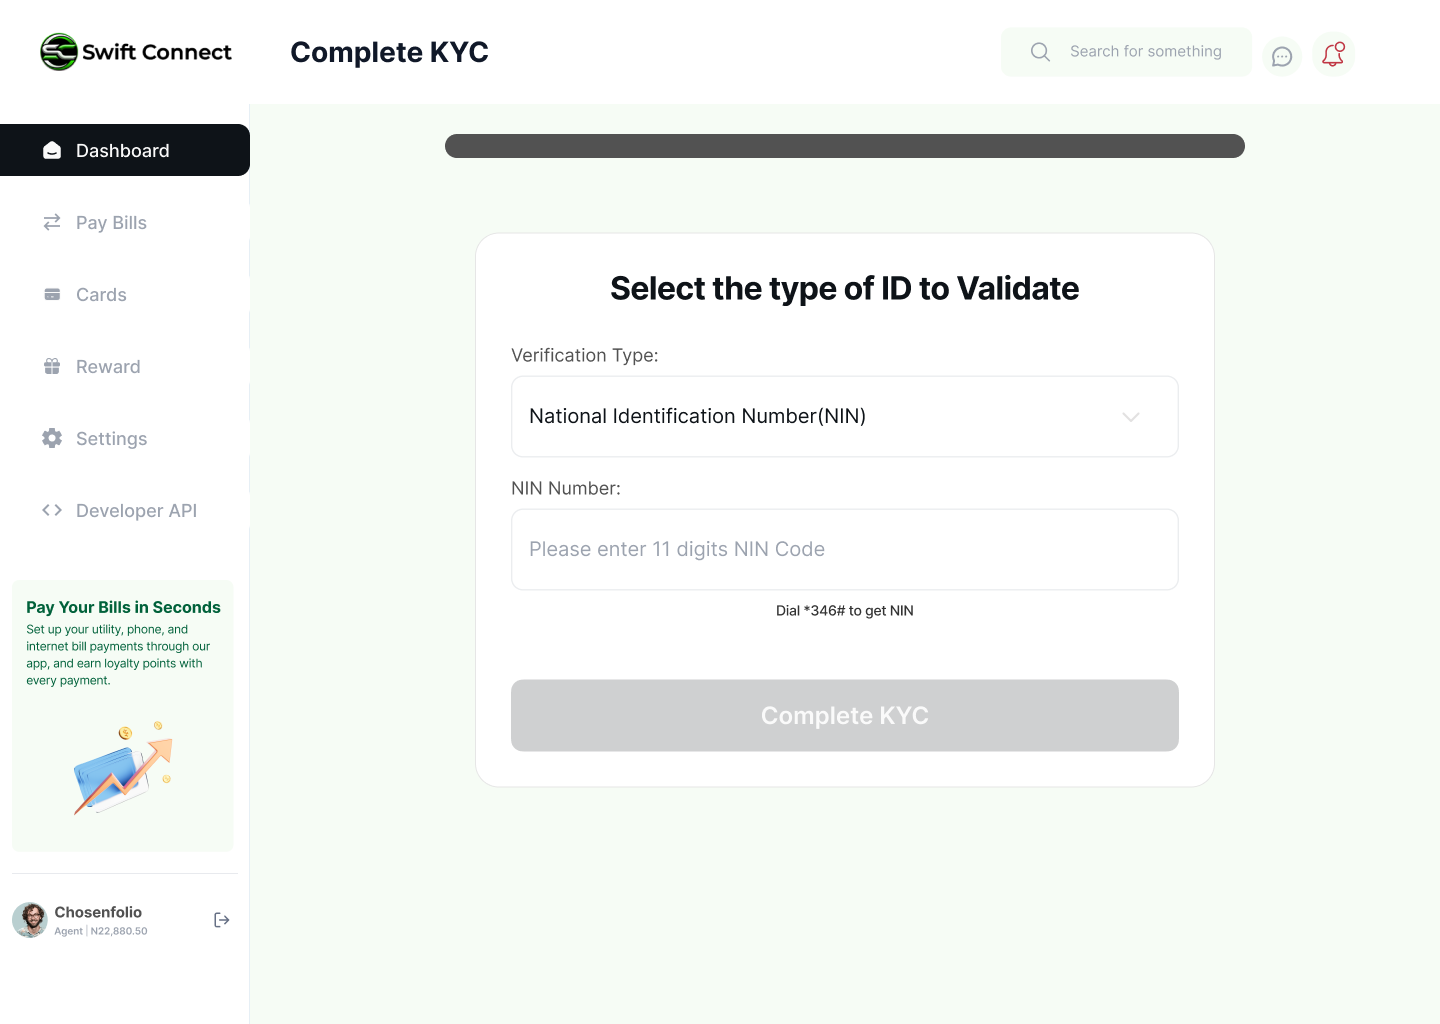 Swift Connect
Complete KYC
Search for something
Dashboard
Pay Bills
Cards
Reward
Settings
Developer API
Pay Your Bills in Seconds
Set up your utility, phone, and
internet bill payments through our
app, and earn loyalty points with
every payment.
Chosenfolio
Agent | N22,880.50
Select the type of ID to Validate
Verification Type:
National Identification Number(NIN)
NIN Number:
Please enter 11 digits NIN Code
Dial *346# to get NIN
Complete KYC